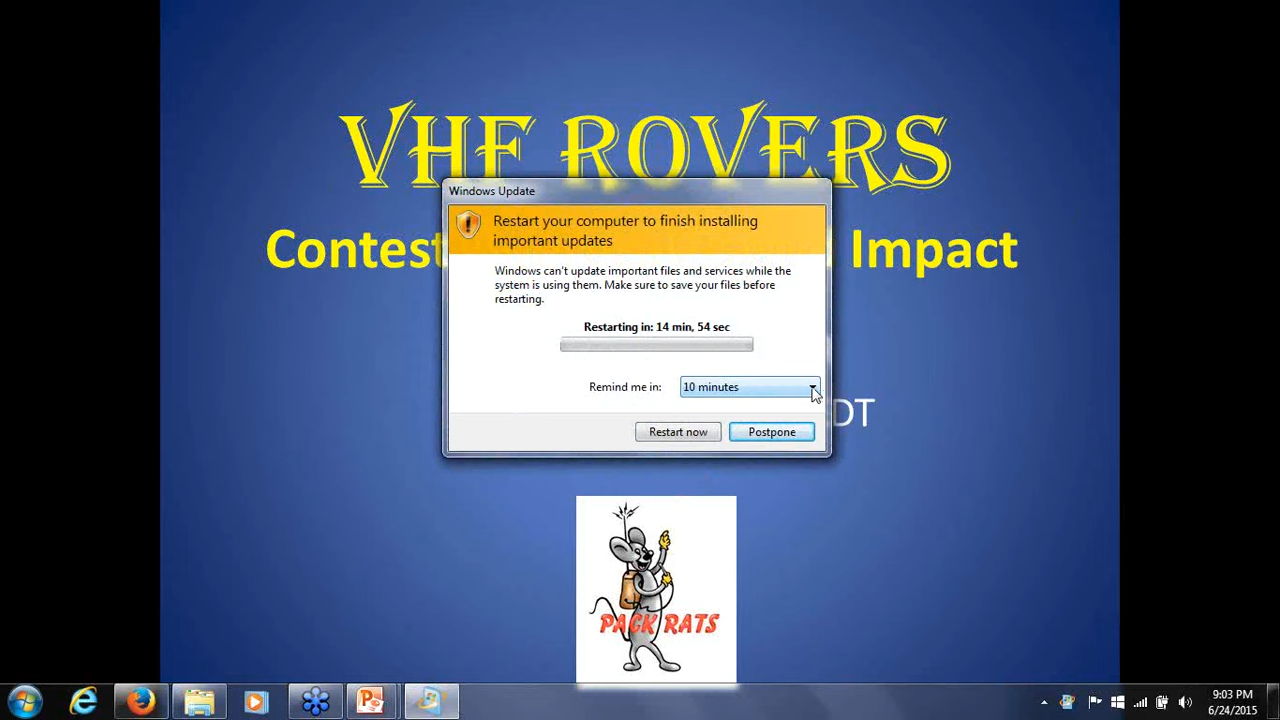 VHF ROVERS
Windows Update
Restart your computer to finish installing
important updates
Contest
Impact
Windows can't update important files and services while the
system is using them. Make sure to save your files before
restarting.
Restarting in: 14 min, 54 sec
Remind me in: 10 minutes
DT
Restart now Postpone
PACK RATS
9:03 PM
6/24/2015